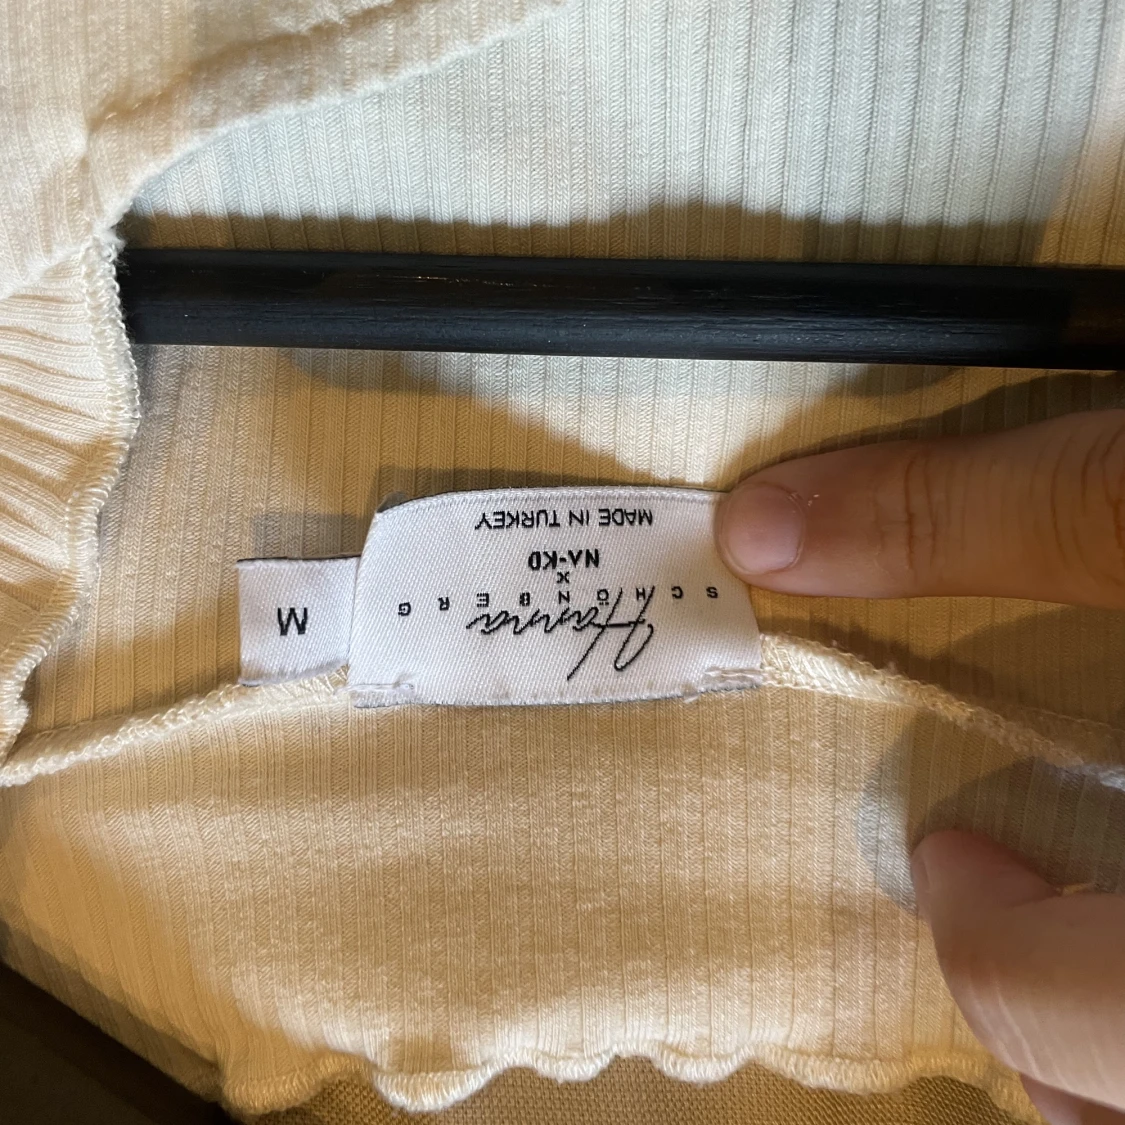 Hanna
SCHÖNBERG
x
NA-KD
MADE IN TURKEY
M